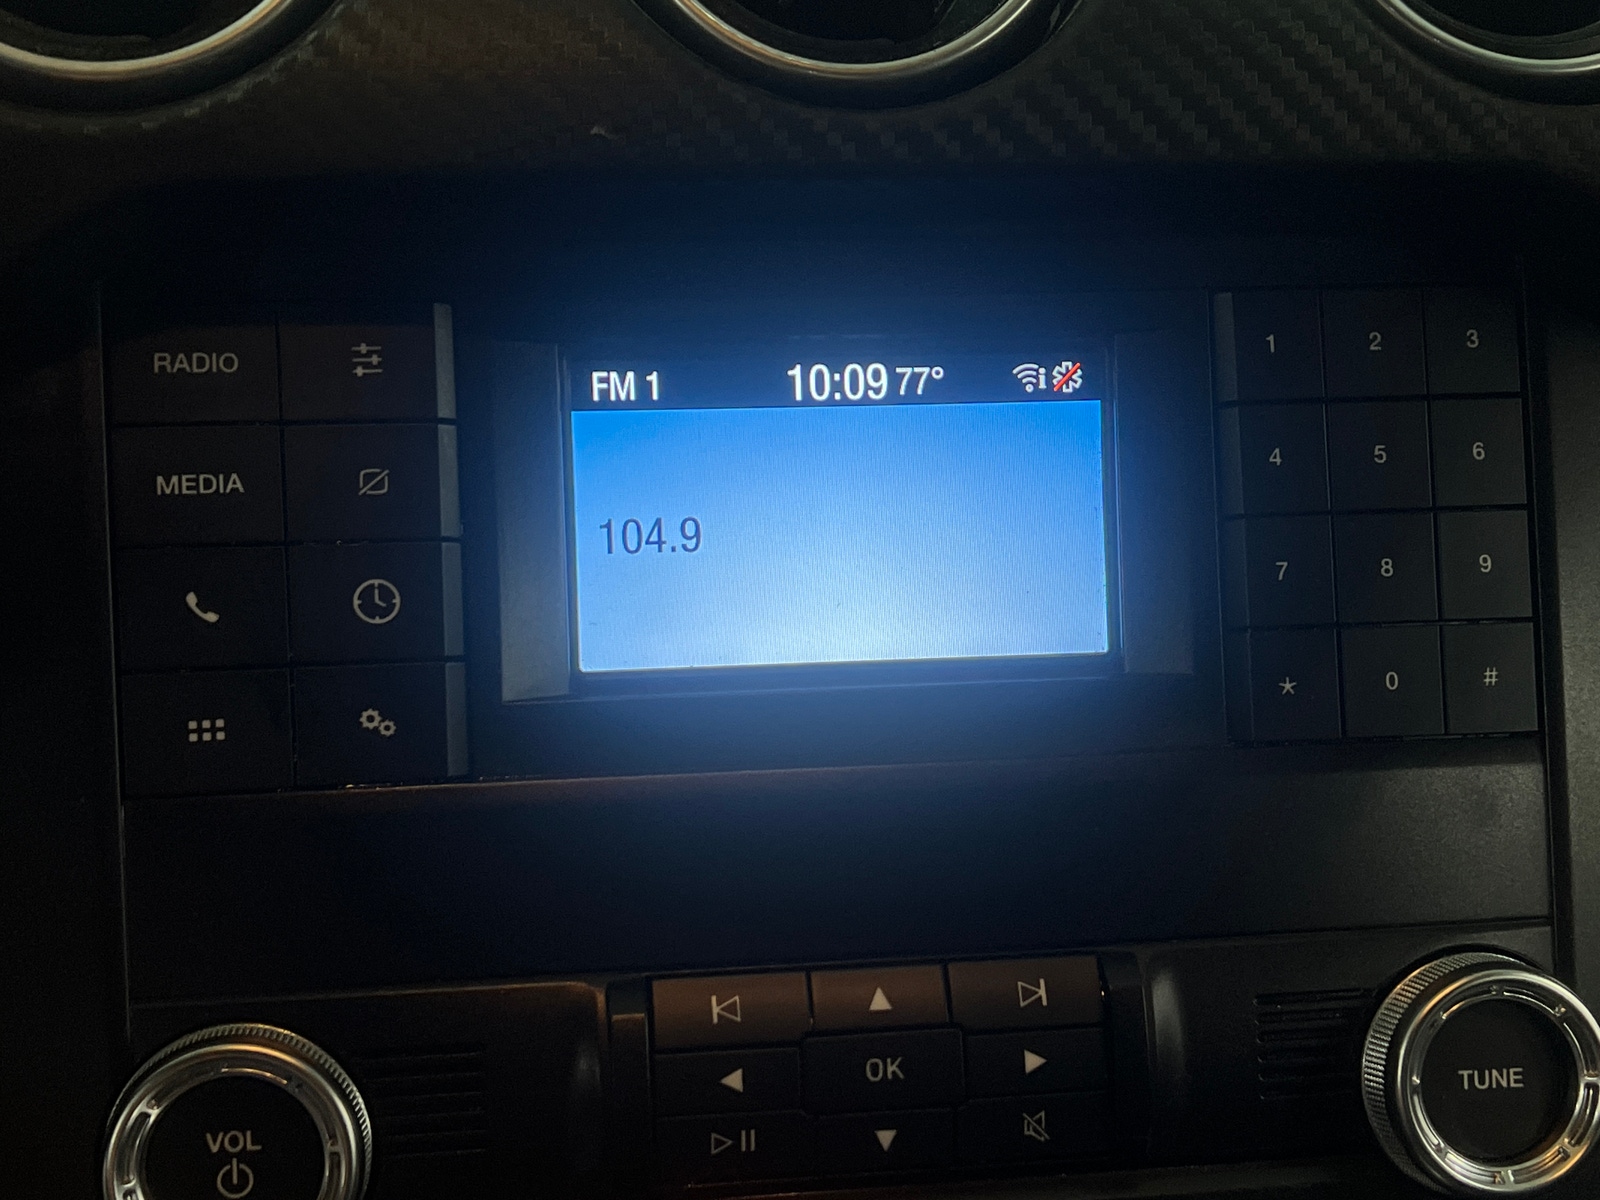 FM 1 10:09 77° i
104.9
RADIO
MEDIA
1 2 3
4 5 6
7 8 9
* 0 #
OK
VOL
TUNE